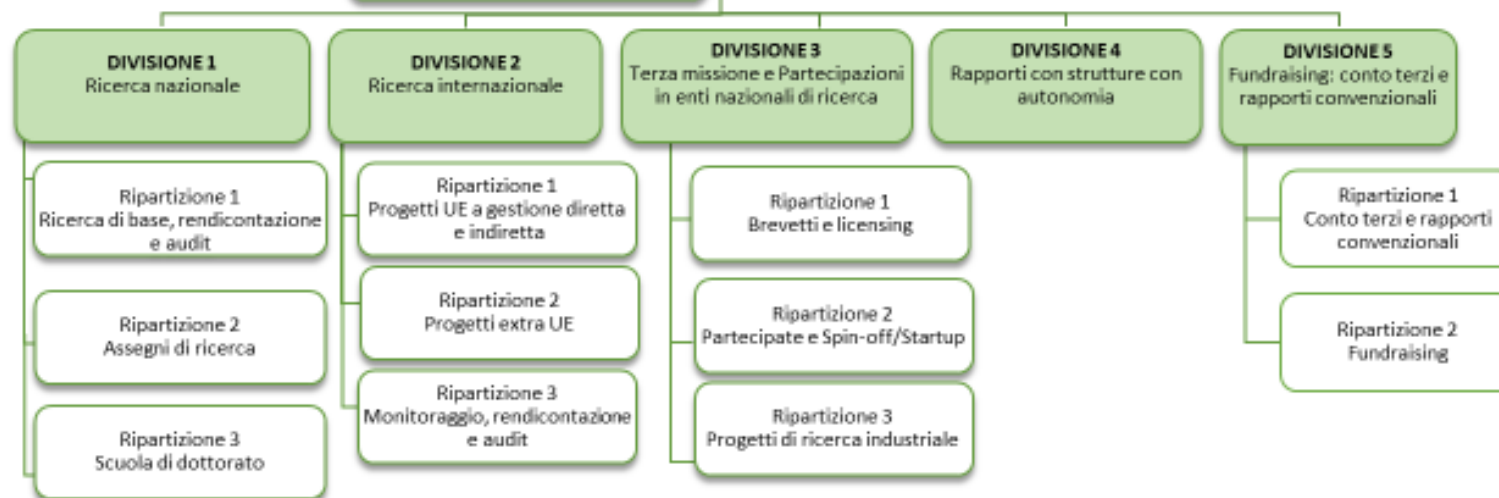 DIVISIONE 1
Ricerca nazionale
DIVISIONE 2
Ricerca internazionale
DIVISIONE 3
Terza missione e Partecipazioni
in enti nazionali di ricerca
DIVISIONE 4
Rapporti con strutture con
autonomia
DIVISIONE 5
Fundraising: conto terzi e
rapporti convenzionali
Ripartizione 1
Ricerca di base, rendicontazione
e audit
Ripartizione 2
Assegni di ricerca
Ripartizione 3
Scuola di dottorato
Ripartizione 1
Progetti UE a gestione diretta
e indiretta
Ripartizione 2
Progetti extra UE
Ripartizione 3
Monitoraggio, rendicontazione
e audit
Ripartizione 1
Brevetti e licensing
Ripartizione 2
Partecipate e Spin-off/Startup
Ripartizione 3
Progetti di ricerca industriale
Ripartizione 1
Conto terzi e rapporti
convenzionali
Ripartizione 2
Fundraising